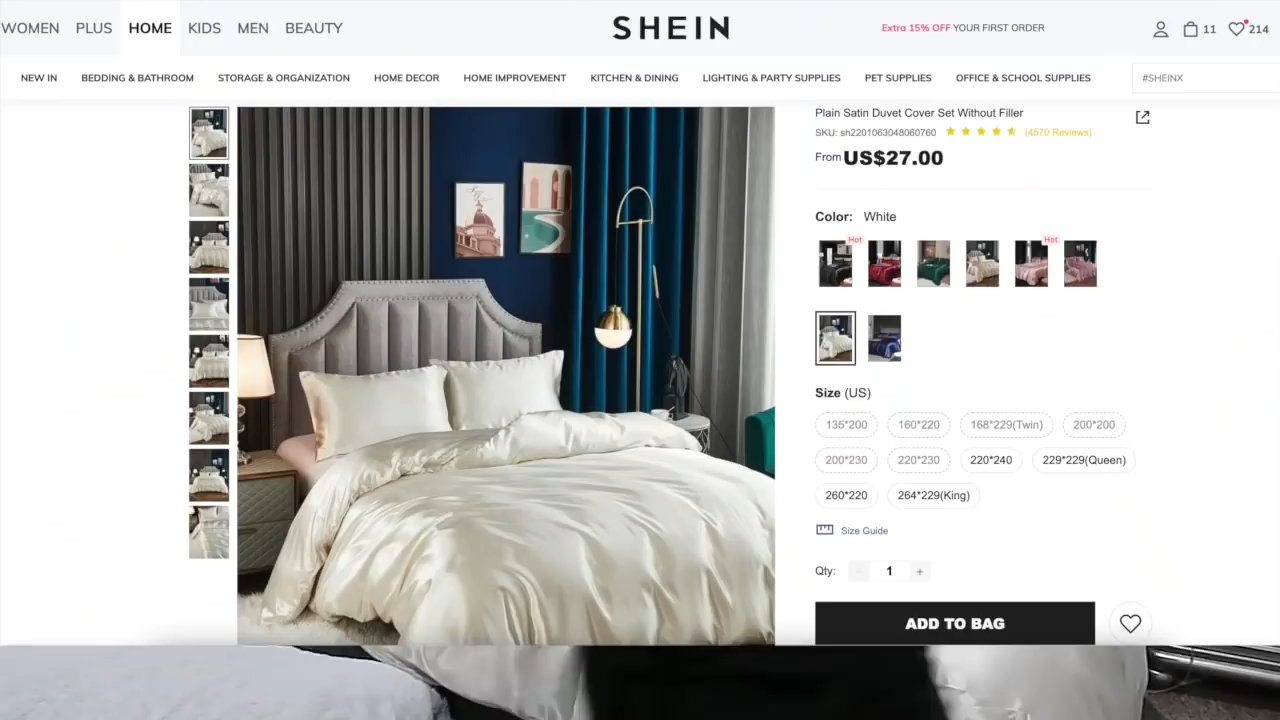 WOMEN PLUS HOME KIDS MEN BEAUTY
SHEIN
Extra 15% OFF YOUR FIRST ORDER
11
214
NEW IN BEDDING & BATHROOM STORAGE & ORGANIZATION HOME DECOR HOME IMPROVEMENT KITCHEN & DINING LIGHTING & PARTY SUPPLIES PET SUPPLIES OFFICE & SCHOOL SUPPLIES
#SHEINX
Plain Satin Duvet Cover Set Without Filler
SKU: sh2201063048060760 (4570 Reviews)
From US$27.00
Color: White
Hot Hot
Size (US)
135*200 160*220 168*229(Twin) 200*200
200*230 220*230 220*240 229*229(Queen)
260*220 264*229(King)
Size Guide
Qty: - 1 +
ADD TO BAG